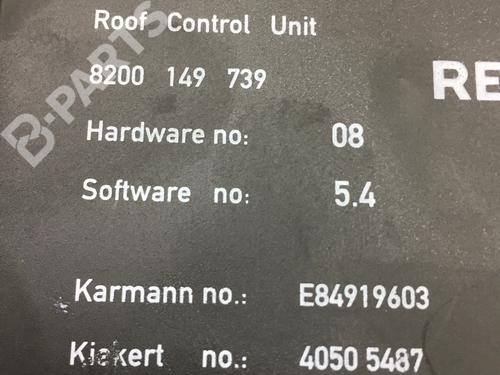 Roof Control Unit
8200 149 739
RE
Hardware no: 08
Software no: 5.4
Karmann no.: E84919603
Kiekert no.: 4050 5487
B-PARTS